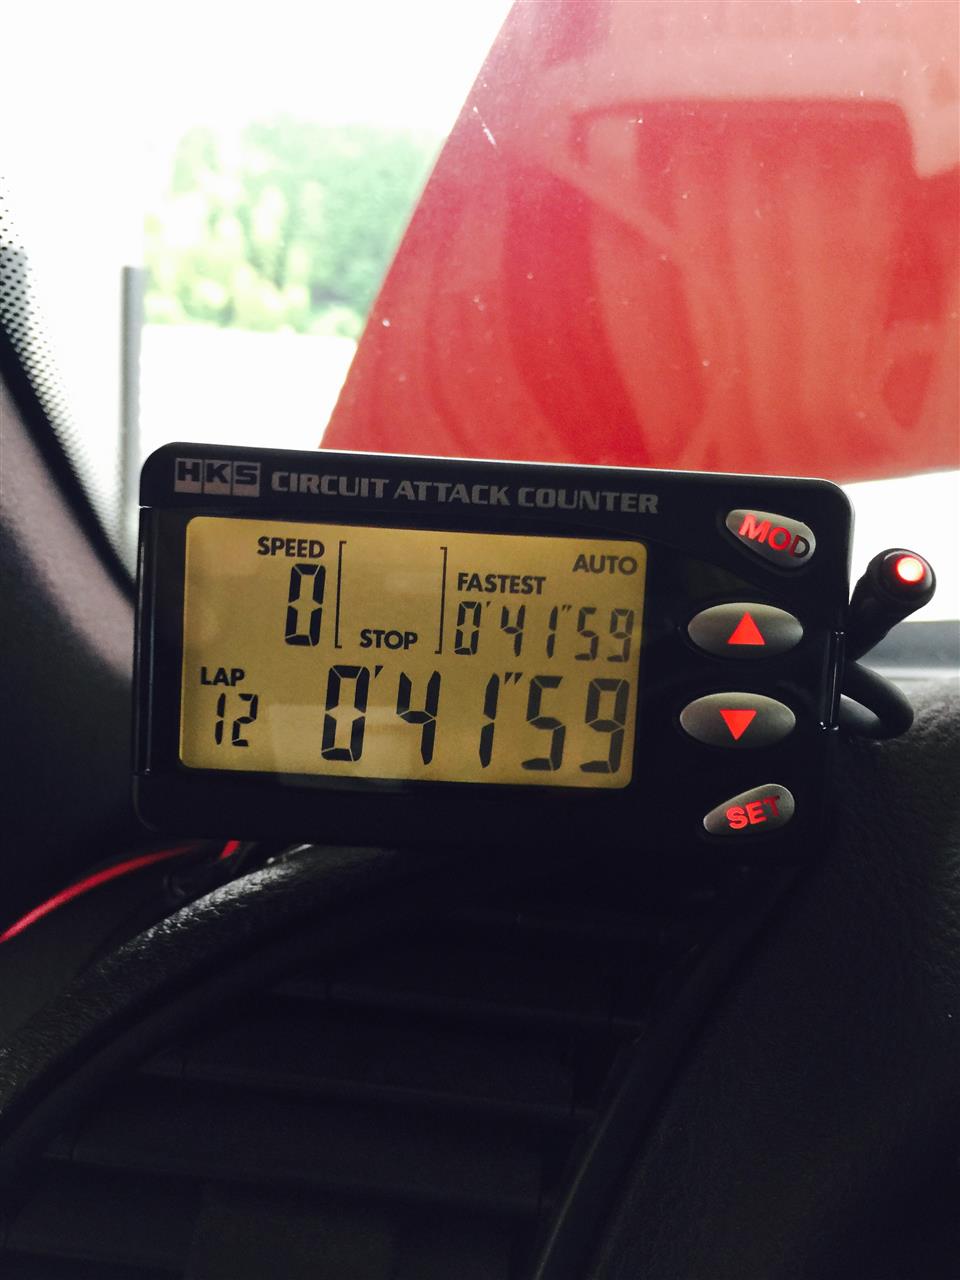 HKS CIRCUIT ATTACK COUNTER
MOD
AUTO
SPEED
0
STOP
FASTEST
0'41"59
LAP
12
0'41"59
SET